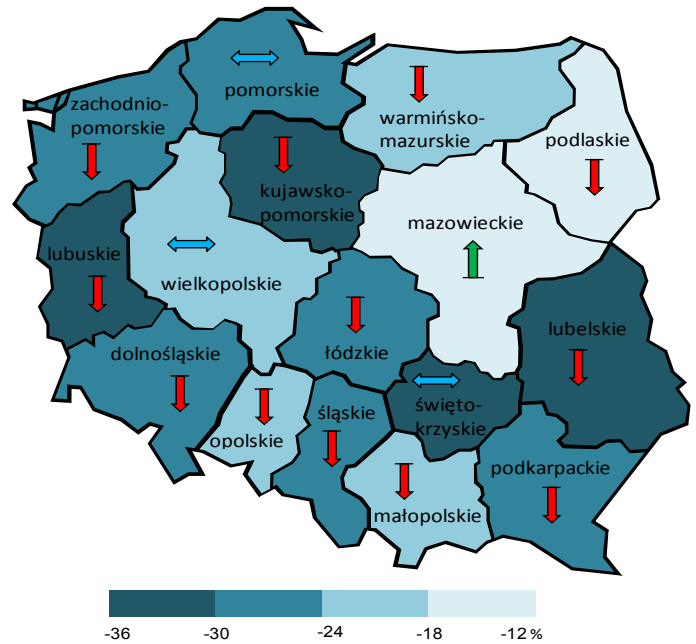 pomorskie
zachodnio-
pomorskie
warmińsko-
mazurskie
podlaskie
kujawsko-
pomorskie
mazowieckie
lubuskie
wielkopolskie
lubelskie
dolnośląskie
łódzkie
święto-
krzyskie
śląskie
opolskie
podkarpackie
małopolskie
-36 -30 -24 -18 -12%